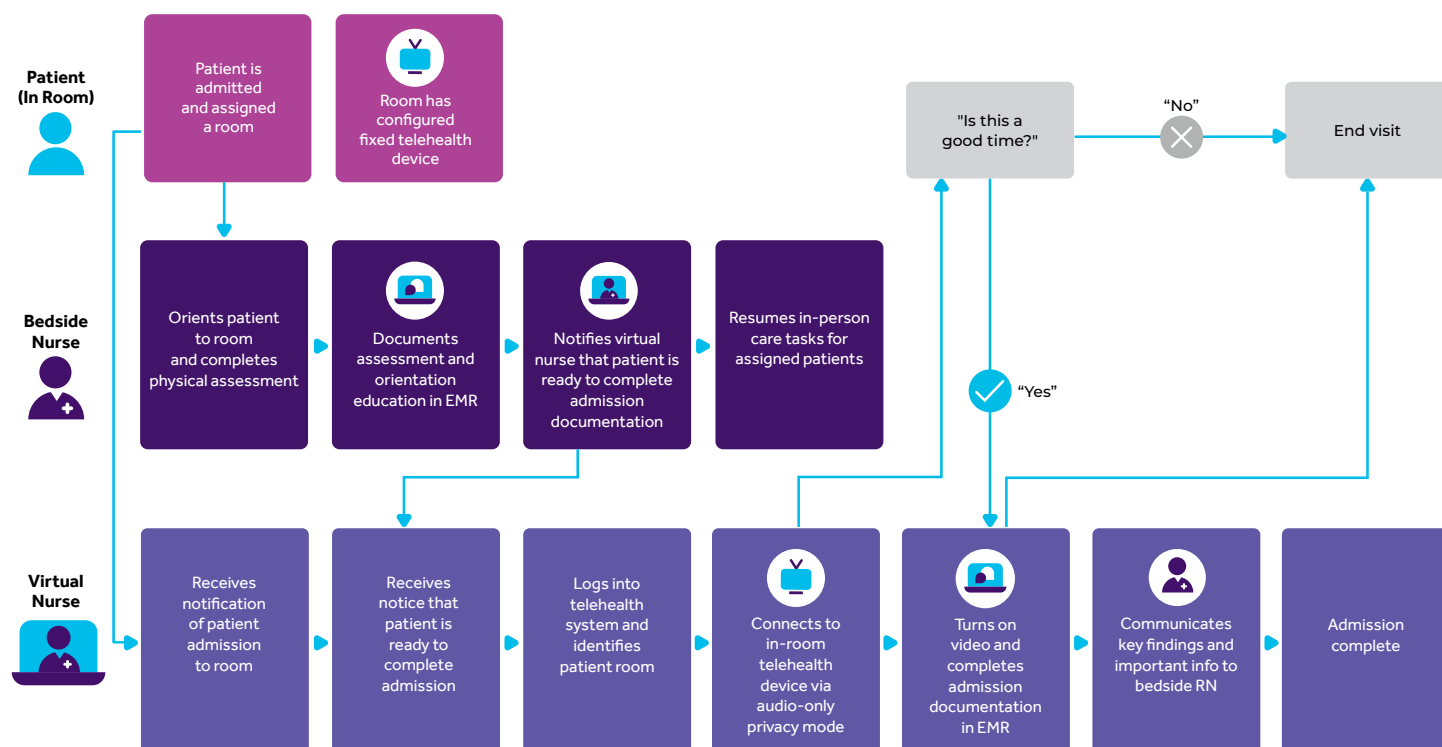 Patient
(In Room)
Patient is
admitted
and assigned
a room
Room has
configured
fixed telehealth
device
"Is this a
good time?"
“No”
End visit
Bedside
Nurse
Orients patient
to room
and completes
physical assessment
Documents
assessment and
orientation
education in EMR
Notifies virtual
nurse that patient is
ready to complete
admission
documentation
Resumes in-person
care tasks for
assigned patients
“Yes”
Virtual
Nurse
Receives
notification
of patient
admission
to room
Receives
notice that
patient is
ready to
complete
admission
Logs into
telehealth
system and
identifies
patient room
Connects to
in-room
telehealth
device via
audio-only
privacy mode
Turns on
video and
completes
admission
documentation
in EMR
Communicates
key findings and
important info to
bedside RN
Admission
complete